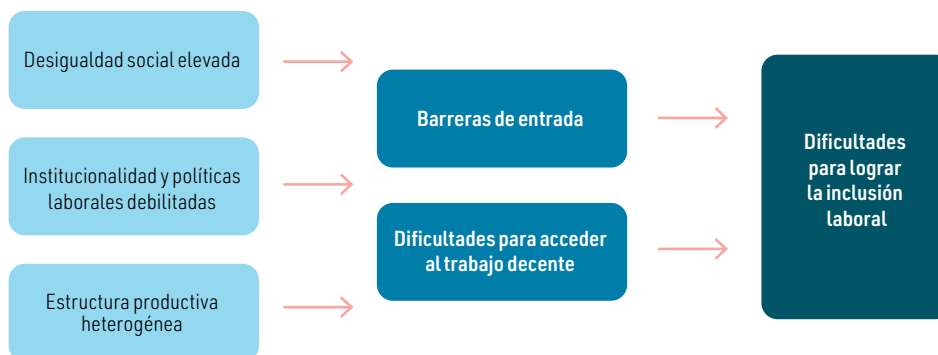 Desigualdad social elevada
Institucionalidad y políticas
laborales debilitadas
Estructura productiva
heterogénea
Barreras de entrada
Dificultades para acceder
al trabajo decente
Dificultades
para lograr
la inclusión
laboral